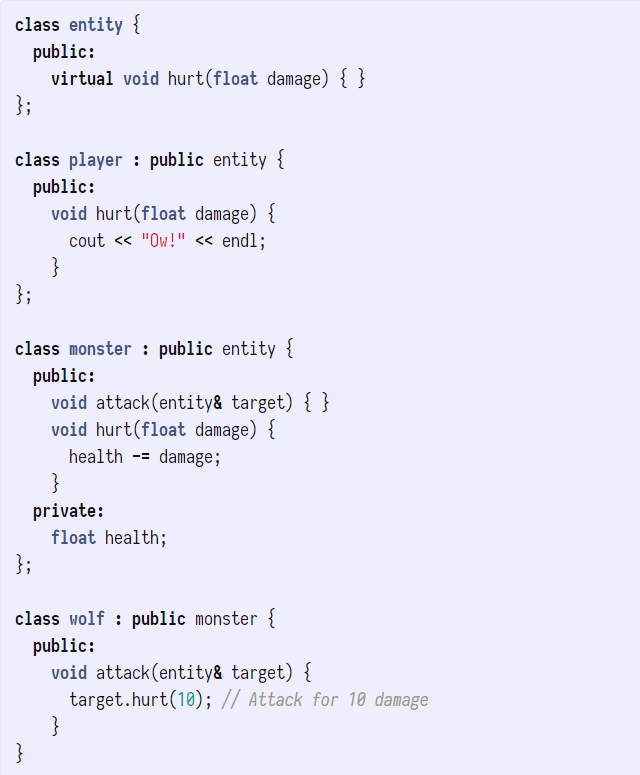 class entity {
  public:
    virtual void hurt(float damage) { }
};

class player : public entity {
  public:
    void hurt(float damage) {
      cout << "Ow!" << endl;
    }
};

class monster : public entity {
  public:
    void attack(entity& target) { }
    void hurt(float damage) {
      health -= damage;
    }
  private:
    float health;
};

class wolf : public monster {
  public:
    void attack(entity& target) {
      target.hurt(10); // Attack for 10 damage
    }
}